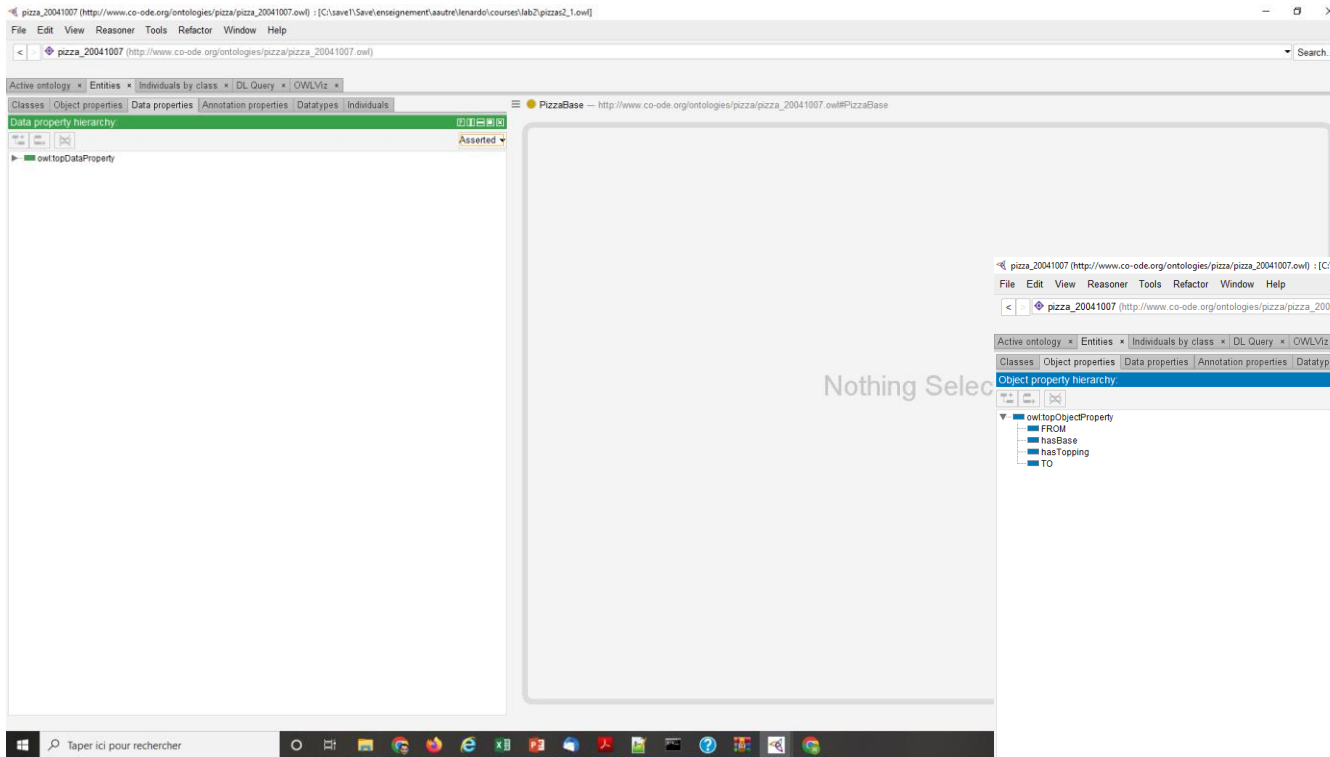 pizza_20041007 (http://www.co-ode.org/ontologies/pizza/pizza_20041007.owl) : [C:\save1\Save\enseignement\aautre\lenardo\courses\lab2\pizzas2_1.owl]
File Edit View Reasoner Tools Refactor Window Help
< > pizza_20041007 (http://www.co-ode.org/ontologies/pizza/pizza_20041007.owl) Search.
Active ontology × Entities × Individuals by class × DL Query × OWLViz ×
Classes Object properties Data properties Annotation properties Datatypes Individuals
PizzaBase — http://www.co-ode.org/ontologies/pizza/pizza_20041007.owl#PizzaBase
Data property hierarchy:
Asserted
owl:topDataProperty
Nothing Selec
pizza_20041007 (http://www.co-ode.org/ontologies/pizza/pizza_20041007.owl) : [C:
File Edit View Reasoner Tools Refactor Window Help
< > pizza_20041007 (http://www.co-ode.org/ontologies/pizza/pizza_200
Active ontology × Entities × Individuals by class × DL Query × OWLViz
Classes Object properties Data properties Annotation properties Datatyp
Object property hierarchy:
owl:topObjectProperty
FROM
hasBase
hasTopping
TO
Taper ici pour rechercher